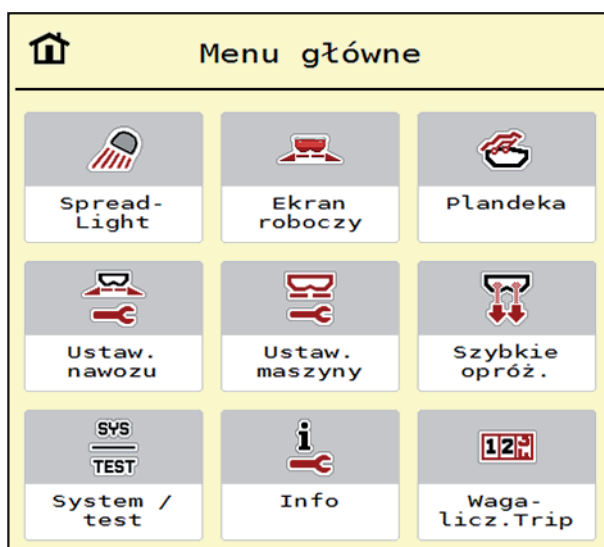 Menu główne
Spread-
Light
Ekran
roboczy
Plandeka
Ustaw.
nawozu
Ustaw.
maszyny
Szybkie
opróż.
SYS
TEST
System /
test
i
Info
12
Waga-
licz.Trip